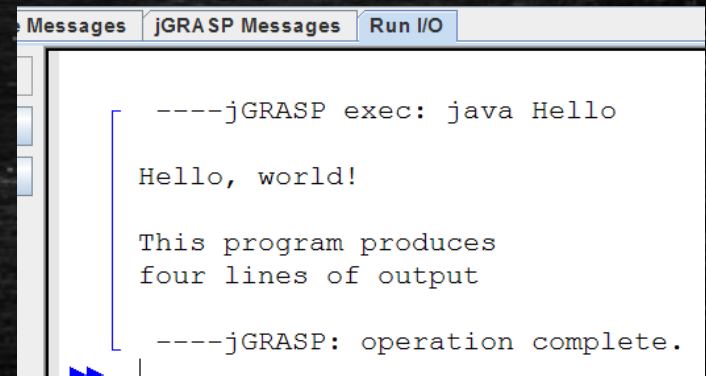 Messages jGRASP Messages Run I/O
----jGRASP exec: java Hello
Hello, world!
This program produces
four lines of output
----jGRASP: operation complete.